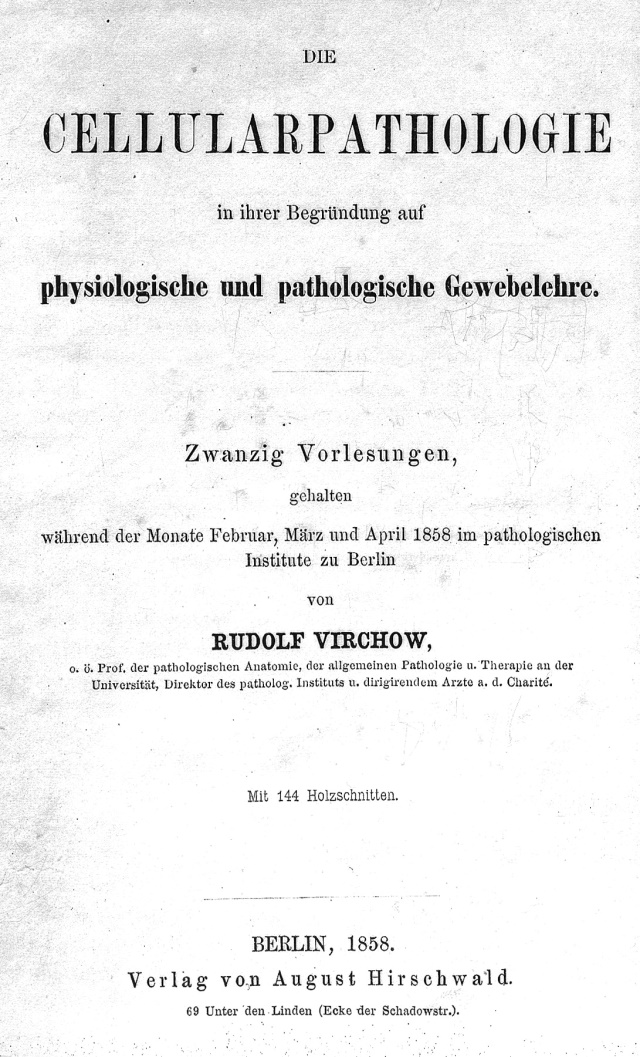 DIE
CELLULARPATHOLOGIE
in ihrer Begründung auf
physiologische und pathologische Gewebelehre.
Zwanzig Vorlesungen,
gehalten
während der Monate Februar, März und April 1858 im pathologischen
Institute zu Berlin
von
RUDOLF VIRCHOW,
o. ö. Prof. der pathologischen Anatomie, der allgemeinen Pathologie u. Therapie an der
Universität, Direktor des patholog. Instituts u. dirigirendem Arzte a. d. Charité.
Mit 144 Holzschnitten.
BERLIN, 1858.
Verlag von August Hirschwald.
69 Unter den Linden (Ecke der Schadowstr.).